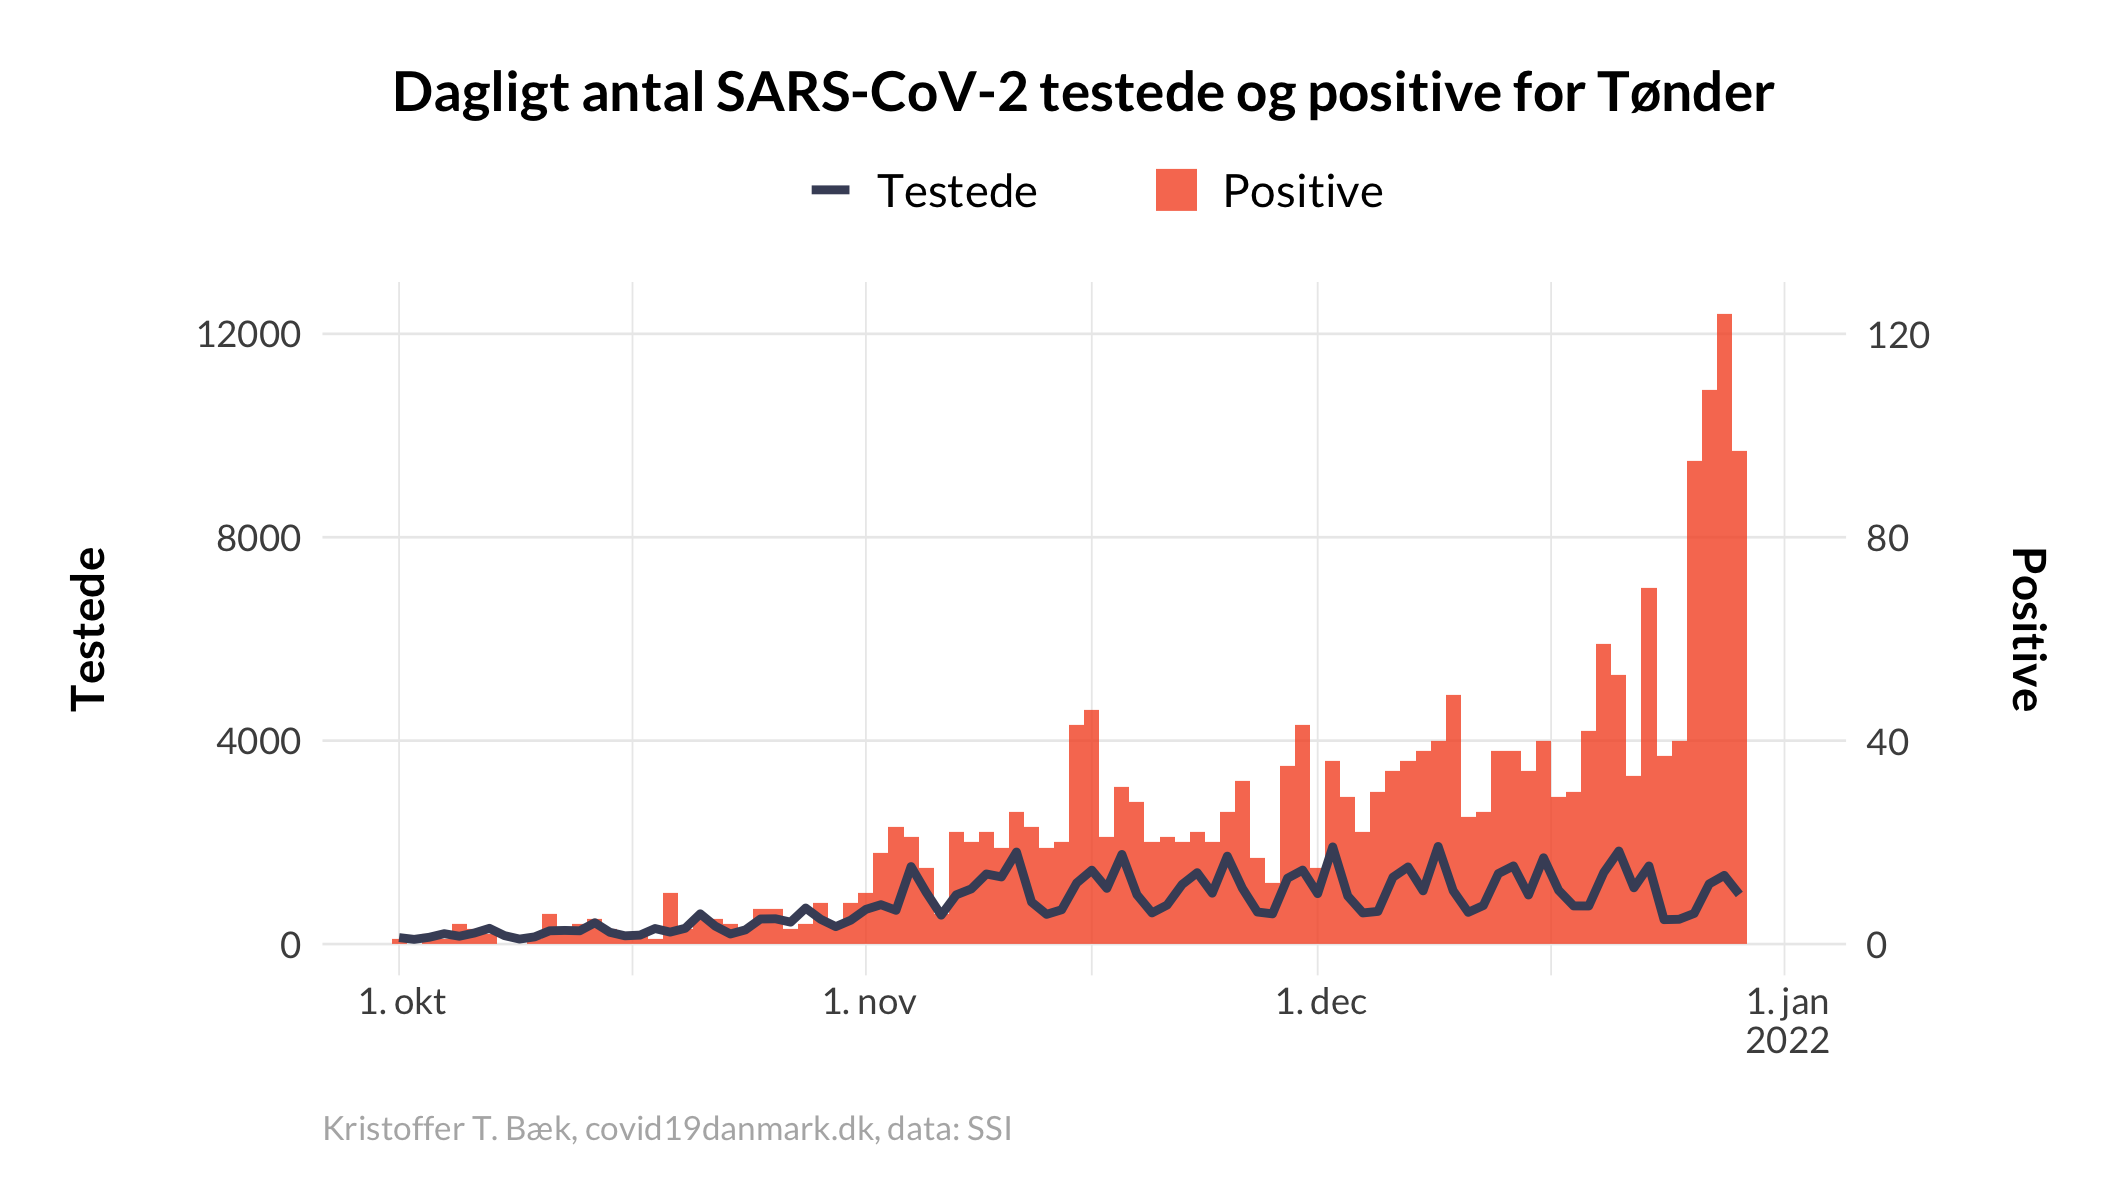 Dagligt antal SARS-CoV-2 testede og positive for Tønder
Testede Positive
12000 120
8000 80
4000 40
0 0
Testede
Positive
1. okt 1. nov 1. dec 1. jan
2022
Kristoffer T. Bæk, covid19danmark.dk, data: SSI